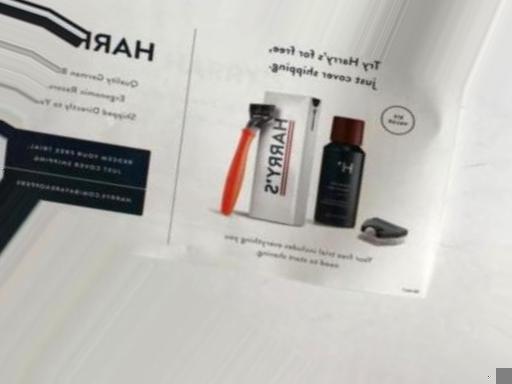 HARR
Quality German B
Ergonomic Razors.
Shipped Directly to Yo
REDEEM YOUR FREE TRIAL.
JUST COVER SHIPPING.
Try Harry's for free,
just cover shipping.
VALUE
HARRY'S
H'
Your free trial includes everything you
need to start shaving.